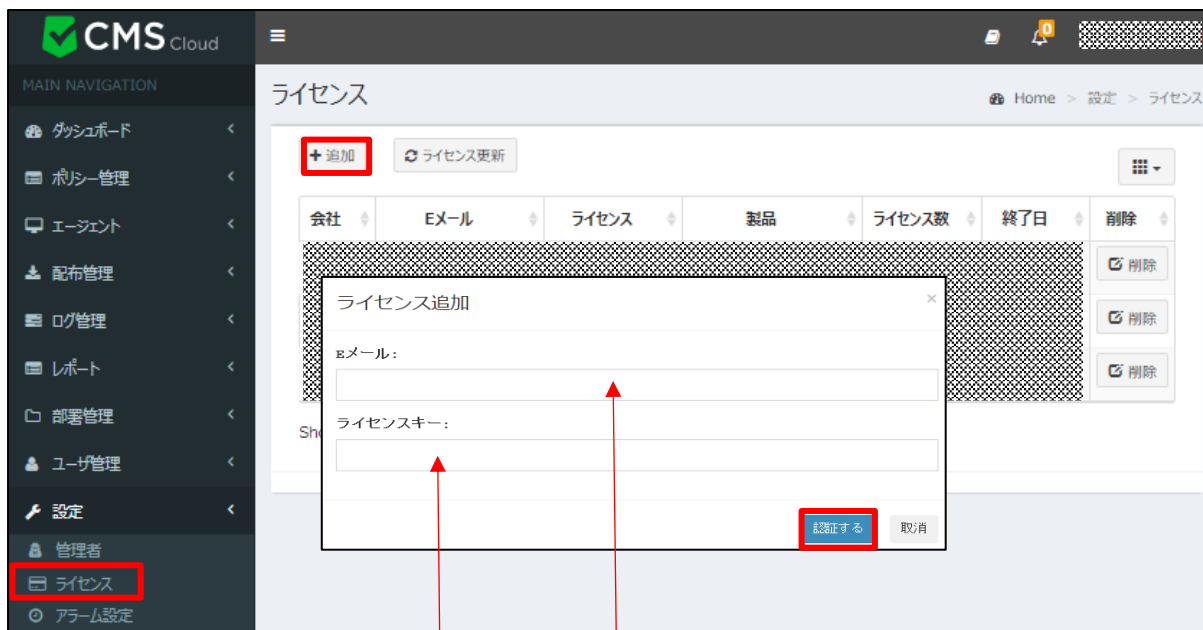 CMS Cloud
0
MAIN NAVIGATION
ダッシュボード
ポリシー管理
エージェント
配布管理
ログ管理
レポート
部署管理
ユーザ管理
設定
管理者
ライセンス
アラーム設定
ライセンス
Home > 設定 > ライセンス
追加
ライセンス更新
会社 Eメール ライセンス 製品 ライセンス数 終了日 削除
削除
削除
削除
ライセンス追加
×
Eメール:
ライセンスキー:
認証する 取消